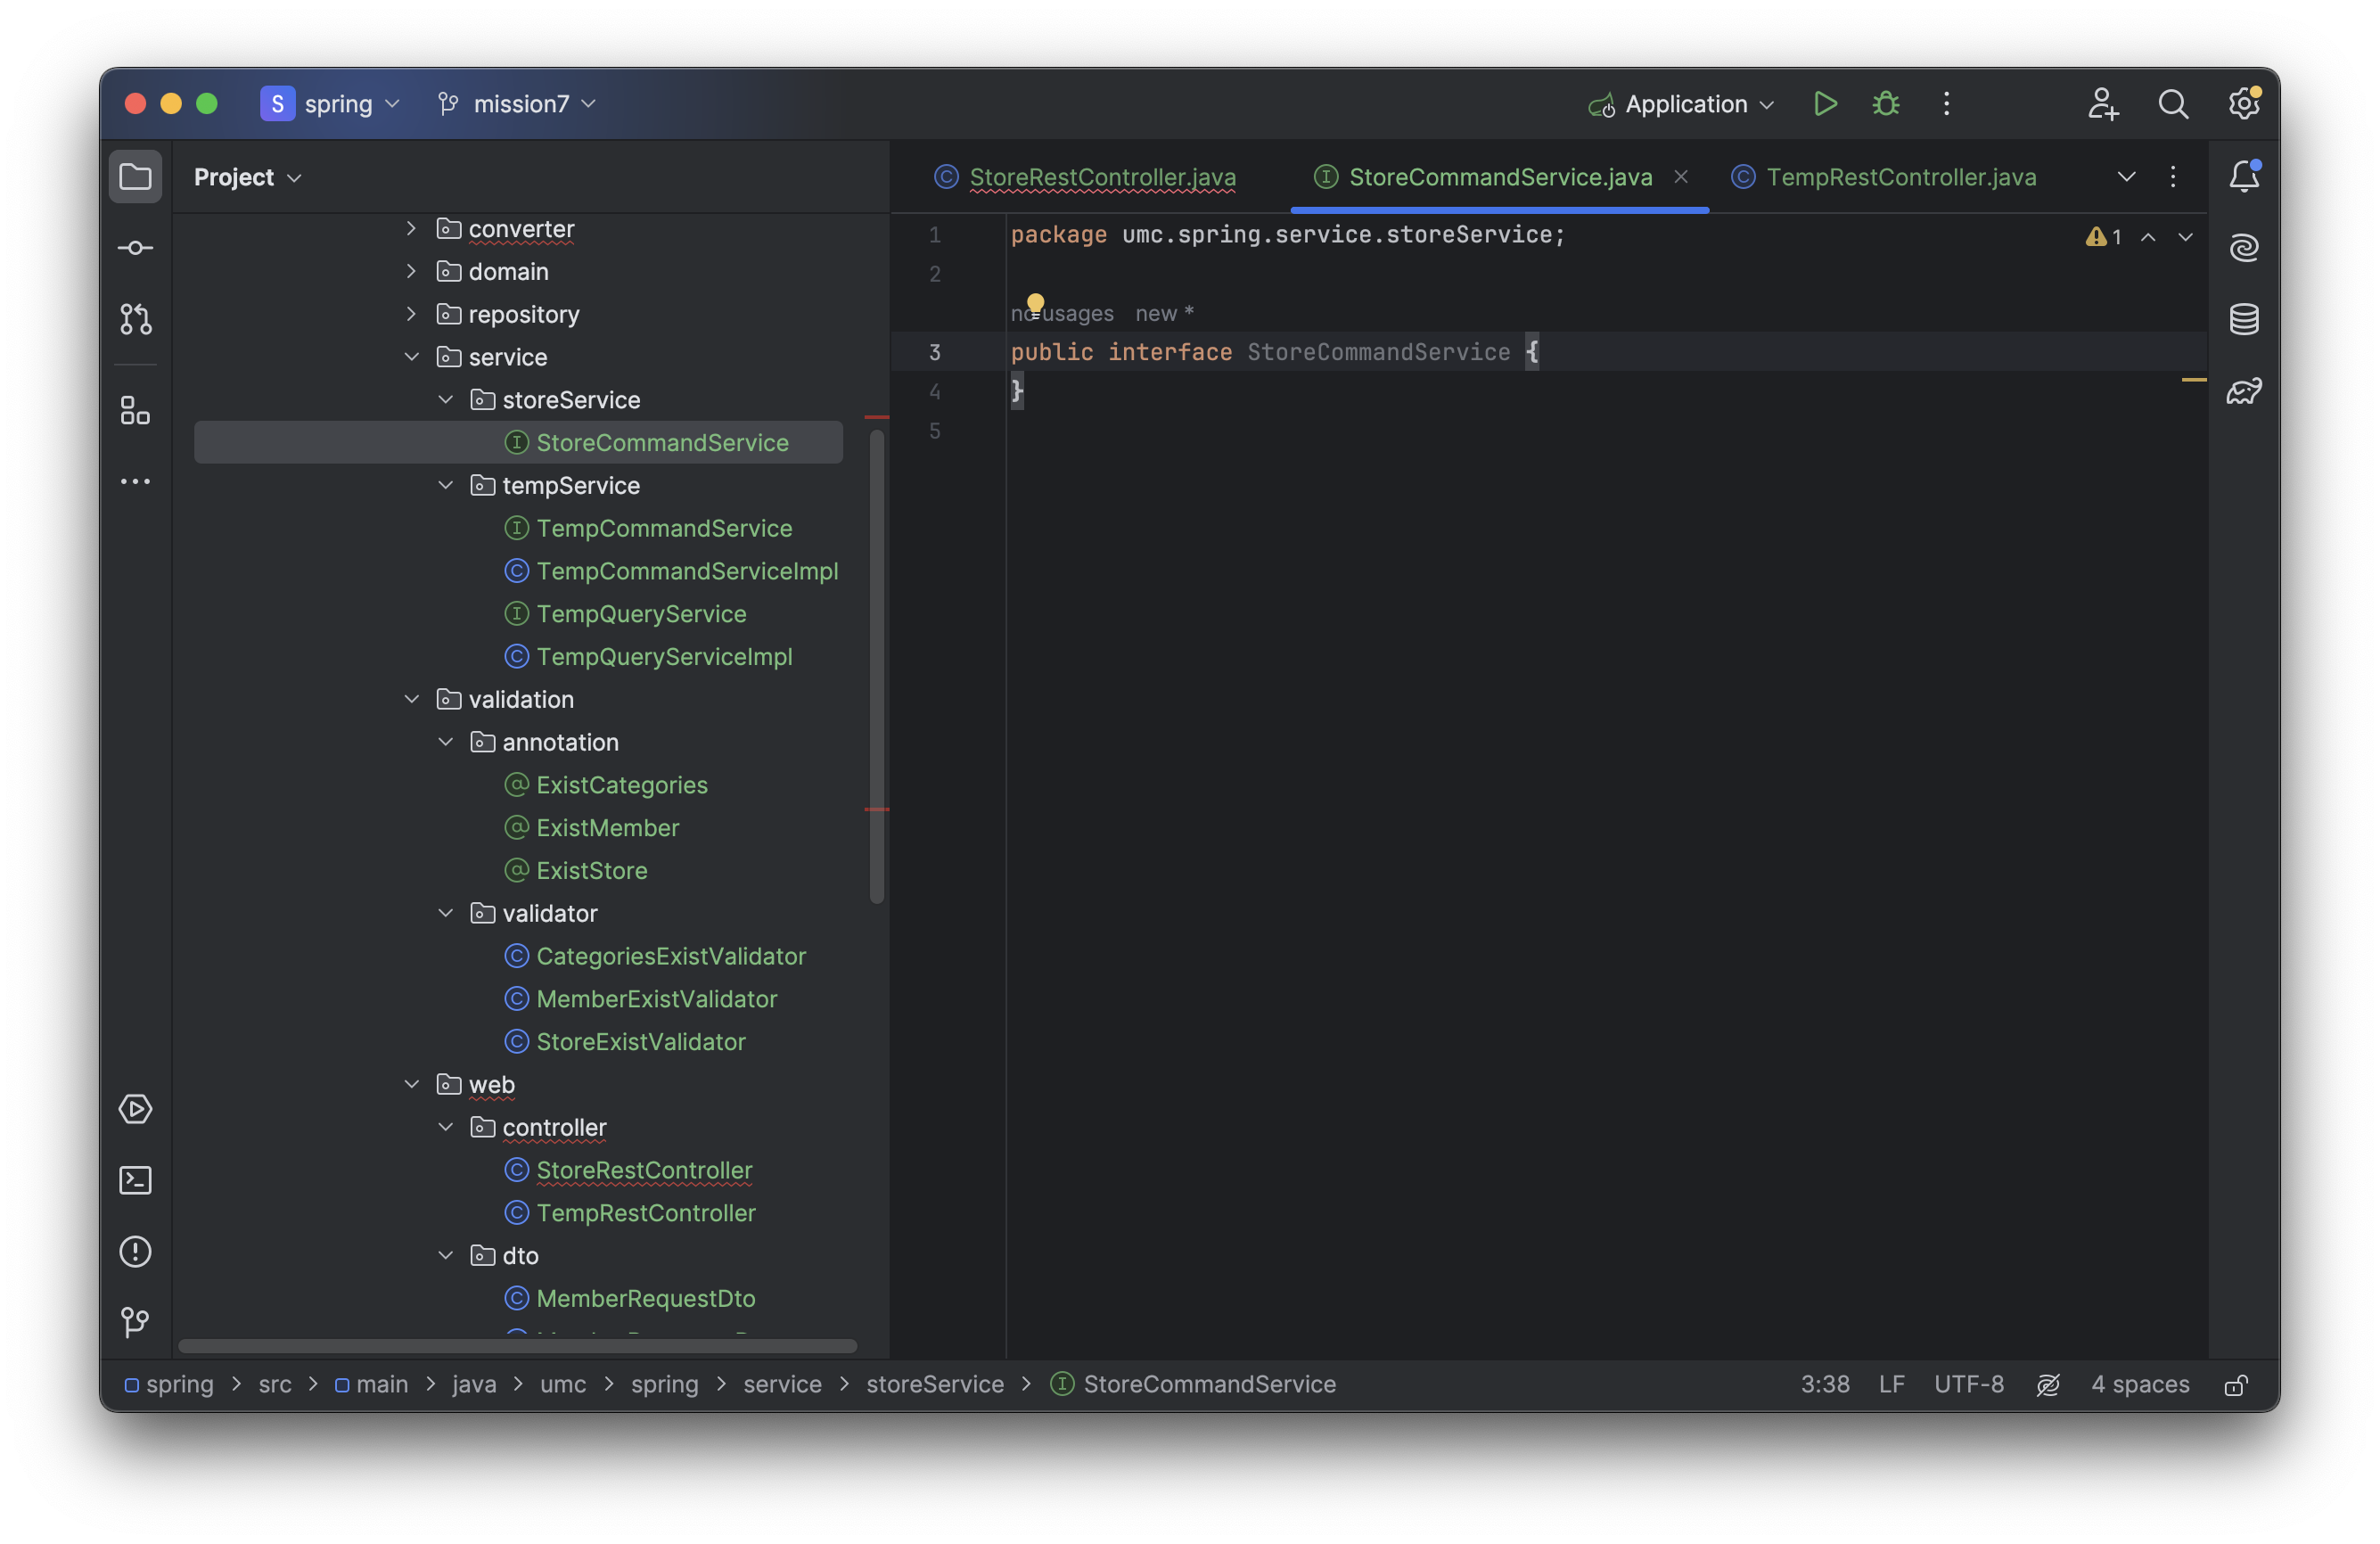 S spring mission7 Application
Project
converter
domain
repository
service
storeService
StoreCommandService
tempService
TempCommandService
TempCommandServiceImpl
TempQueryService
TempQueryServiceImpl
validation
annotation
ExistCategories
ExistMember
ExistStore
validator
CategoriesExistValidator
MemberExistValidator
StoreExistValidator
web
controller
StoreRestController
TempRestController
dto
MemberRequestDto
StoreRestController.java StoreCommandService.java TempRestController.java
1 package umc.spring.service.storeService; 1
2
no usages new *
3 public interface StoreCommandService {
4 }
5
spring src main java umc spring service storeService StoreCommandService 3:38 LF UTF-8 4 spaces